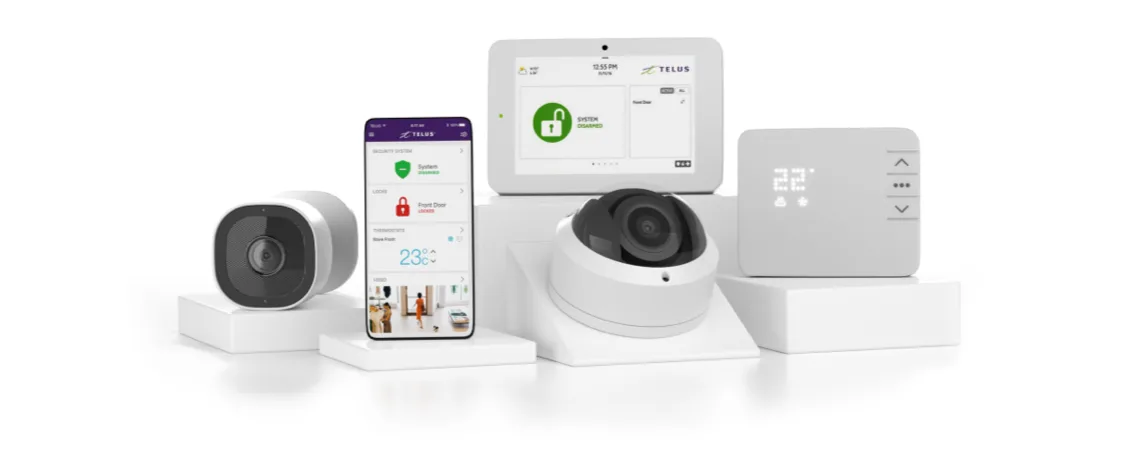 12:55 PM
TELUS
ALL
Front Door
SYSTEM
DISARMED
TELUS
SECURITY SYSTEM
System
DISARMED
LOCKS
Front Door
LOCKED
THERMOSTATS
23°C
VIDEO
22°